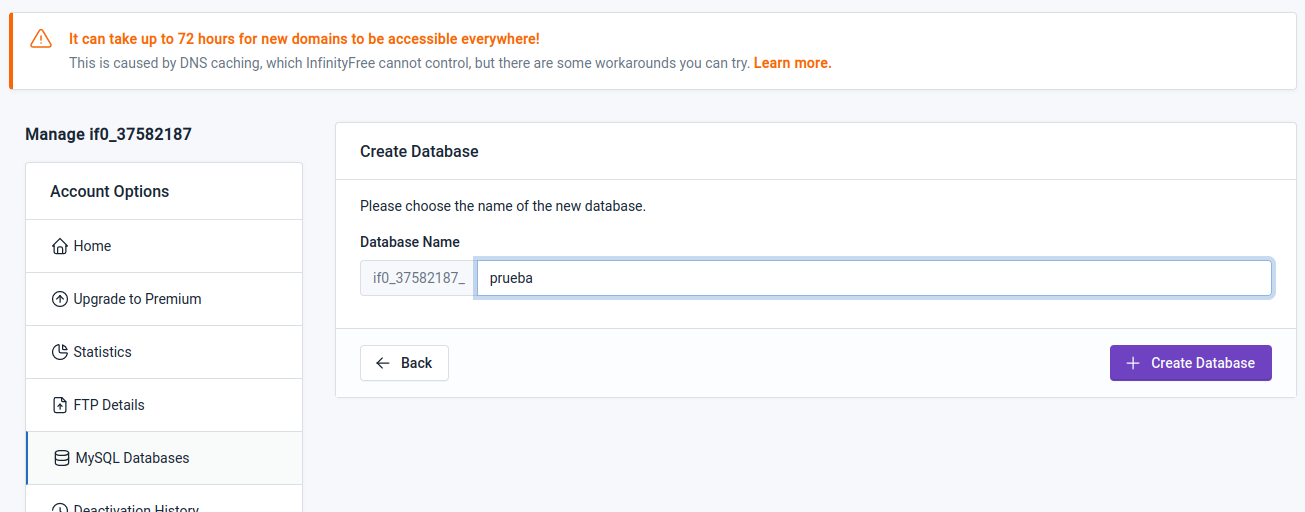 It can take up to 72 hours for new domains to be accessible everywhere!
This is caused by DNS caching, which InfinityFree cannot control, but there are some workarounds you can try. Learn more.
Manage if0_37582187
Account Options
Home
Upgrade to Premium
Statistics
FTP Details
MySQL Databases
Deactivation History
Create Database
Please choose the name of the new database.
Database Name
if0_37582187_ prueba
Back
Create Database